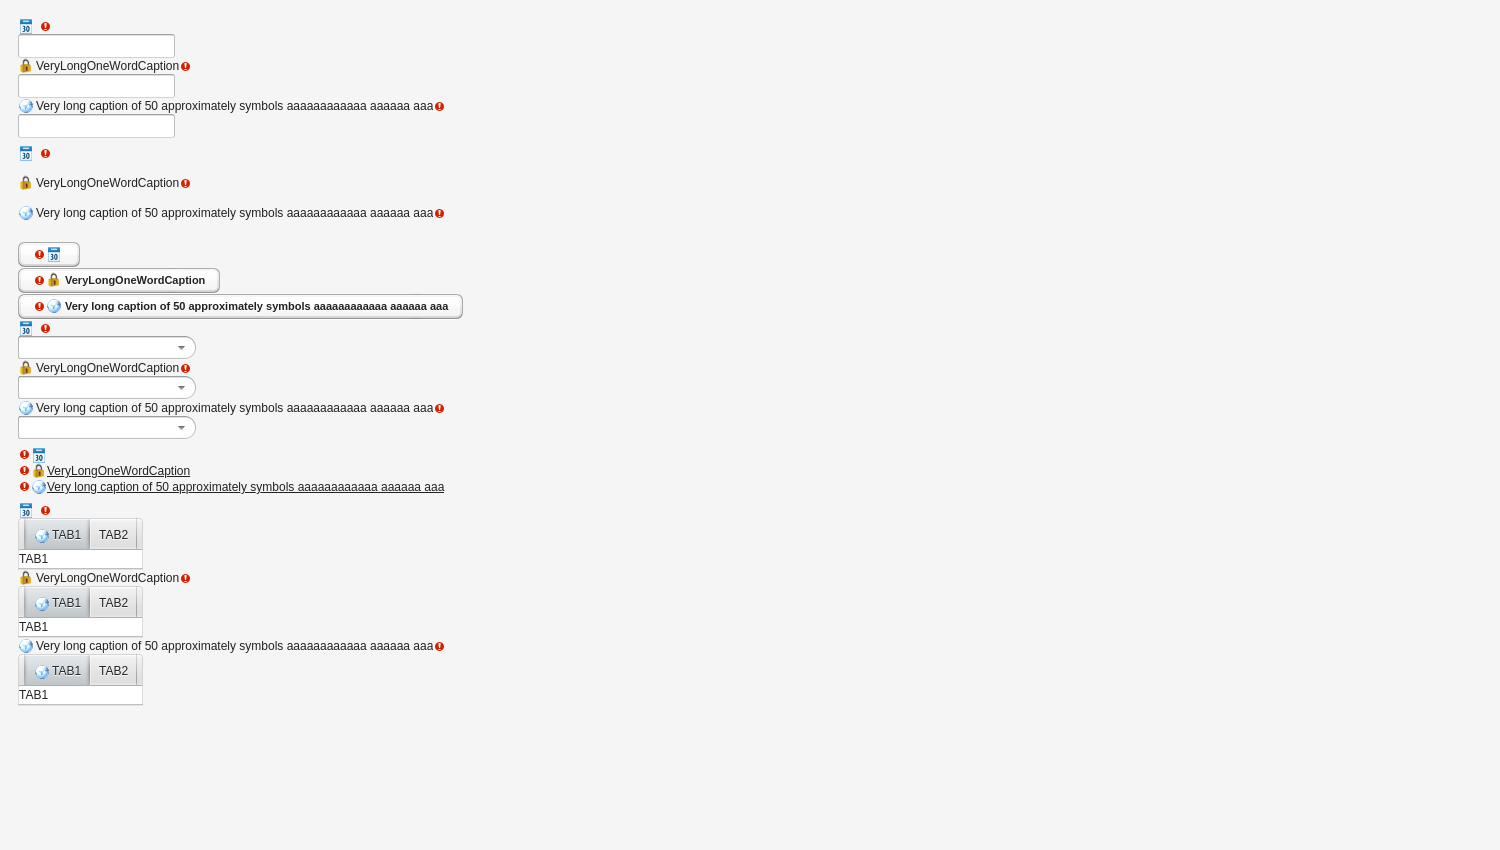 30
VeryLongOneWordCaption
Very long caption of 50 approximately symbols aaaaaaaaaaaa aaaaaa aaa
30
VeryLongOneWordCaption
Very long caption of 50 approximately symbols aaaaaaaaaaaa aaaaaa aaa
30
VeryLongOneWordCaption
Very long caption of 50 approximately symbols aaaaaaaaaaaa aaaaaa aaa
30
VeryLongOneWordCaption
Very long caption of 50 approximately symbols aaaaaaaaaaaa aaaaaa aaa
30
VeryLongOneWordCaption
Very long caption of 50 approximately symbols aaaaaaaaaaaa aaaaaa aaa
30
TAB1 TAB2
TAB1
VeryLongOneWordCaption
TAB1 TAB2
TAB1
Very long caption of 50 approximately symbols aaaaaaaaaaaa aaaaaa aaa
TAB1 TAB2
TAB1